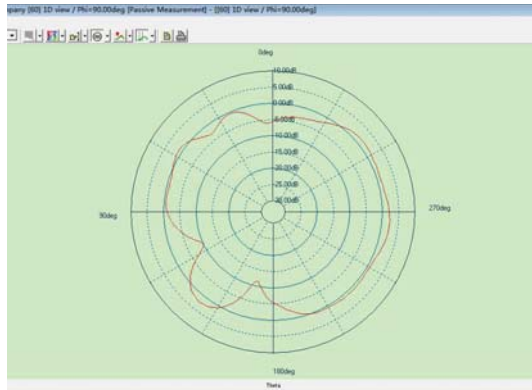 mpany [60] 1D view / Phi=90.00deg [Passive Measurement] - [[60] 1D view / Phi=90.00deg]
0deg
10.00dB
5.00dB
0.00dB
-5.00dB
-10.00dB
-15.00dB
-20.00dB
-25.00dB
-30.00dB
90deg
270deg
180deg
Theta